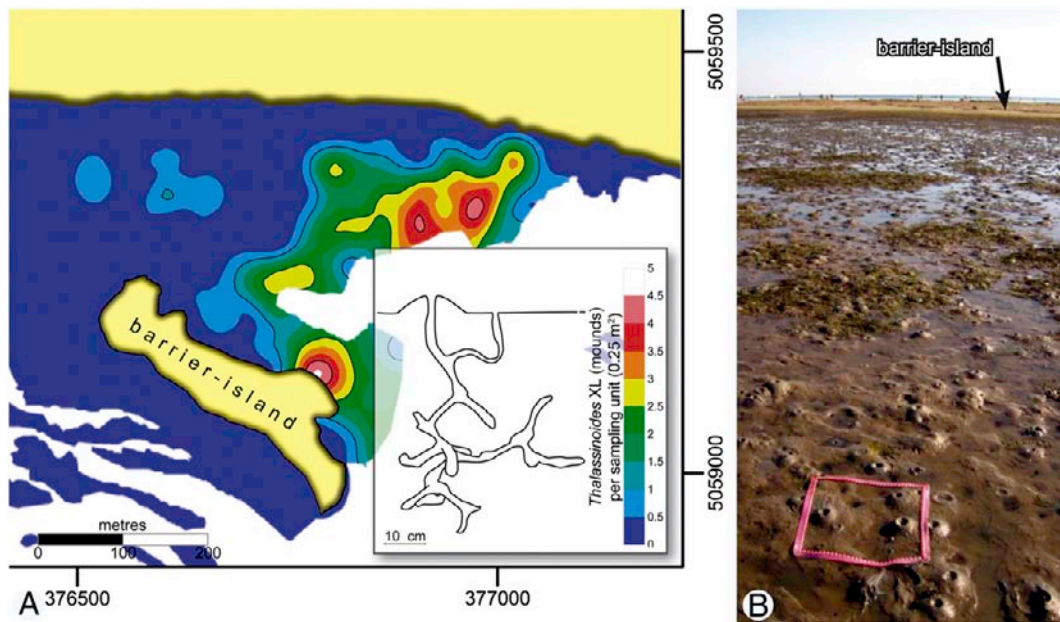 barrier-island
5059500
barrier-island
Thalassinoides XL (mounds)
per sampling unit (0.25 m²)
5
4.5
4
3.5
3
2.5
2
1.5
1
0.5
0
10 cm
5059000
metres
0 100 200
376500 377000
A
B